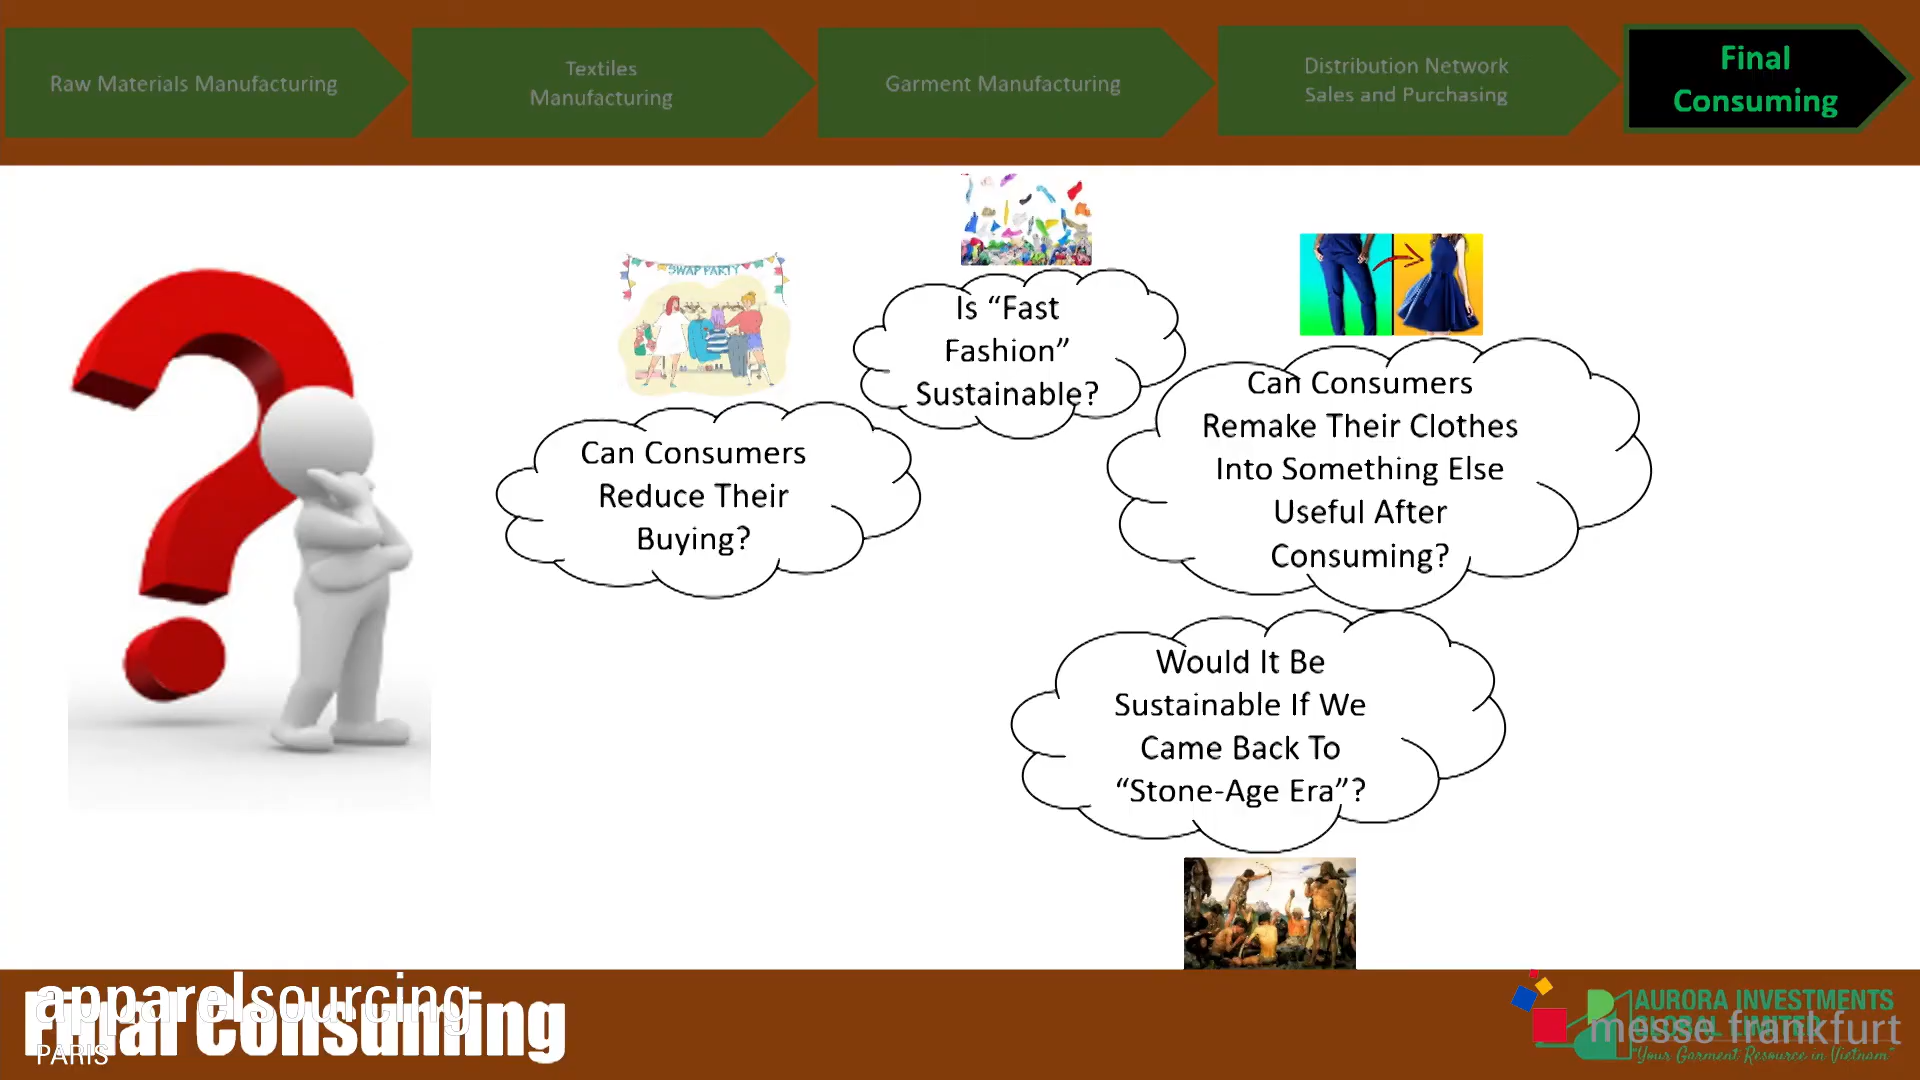 Raw Materials Manufacturing
Textiles
Manufacturing
Garment Manufacturing
Distribution Network
Sales and Purchasing
Final
Consuming
SWAP PARTY
Is “Fast
Fashion”
Sustainable?
Can Consumers
Reduce Their
Buying?
Can Consumers
Remake Their Clothes
Into Something Else
Useful After
Consuming?
Would It Be
Sustainable If We
Came Back To
“Stone-Age Era”?
Final Consuming
apparelsourcing
PARIS
AURORA INVESTMENTS
GLOBAL LIMITED
"Your Garment Resource in Vietnam"
messe frankfurt